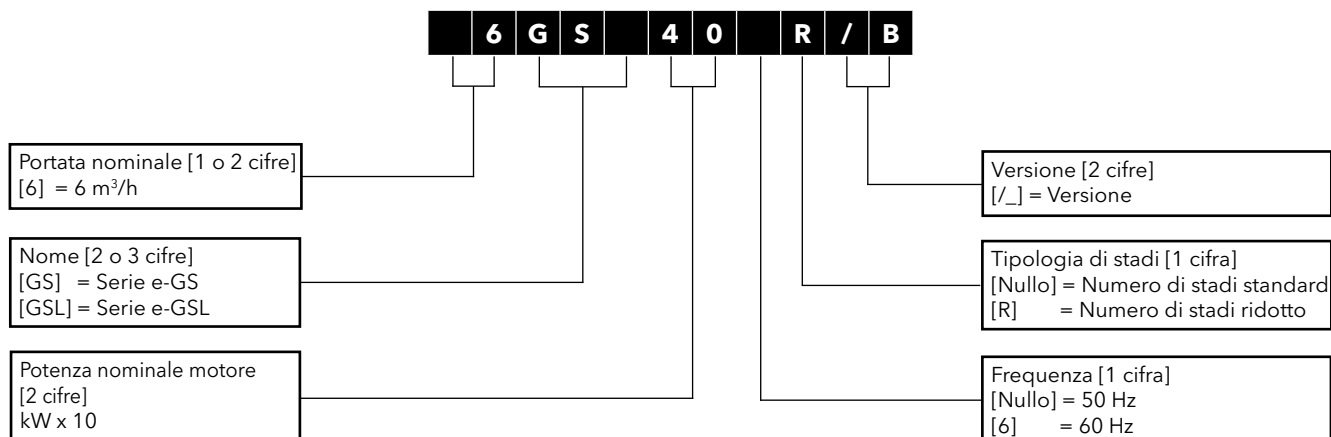 6 G S 4 0 R / B
Portata nominale [1 o 2 cifre]
[6] = 6 m³/h
Nome [2 o 3 cifre]
[GS] = Serie e-GS
[GSL] = Serie e-GSL
Potenza nominale motore
[2 cifre]
kW x 10
Versione [2 cifre]
[/_] = Versione
Tipologia di stadi [1 cifra]
[Nullo] = Numero di stadi standard
[R] = Numero di stadi ridotto
Frequenza [1 cifra]
[Nullo] = 50 Hz
[6] = 60 Hz